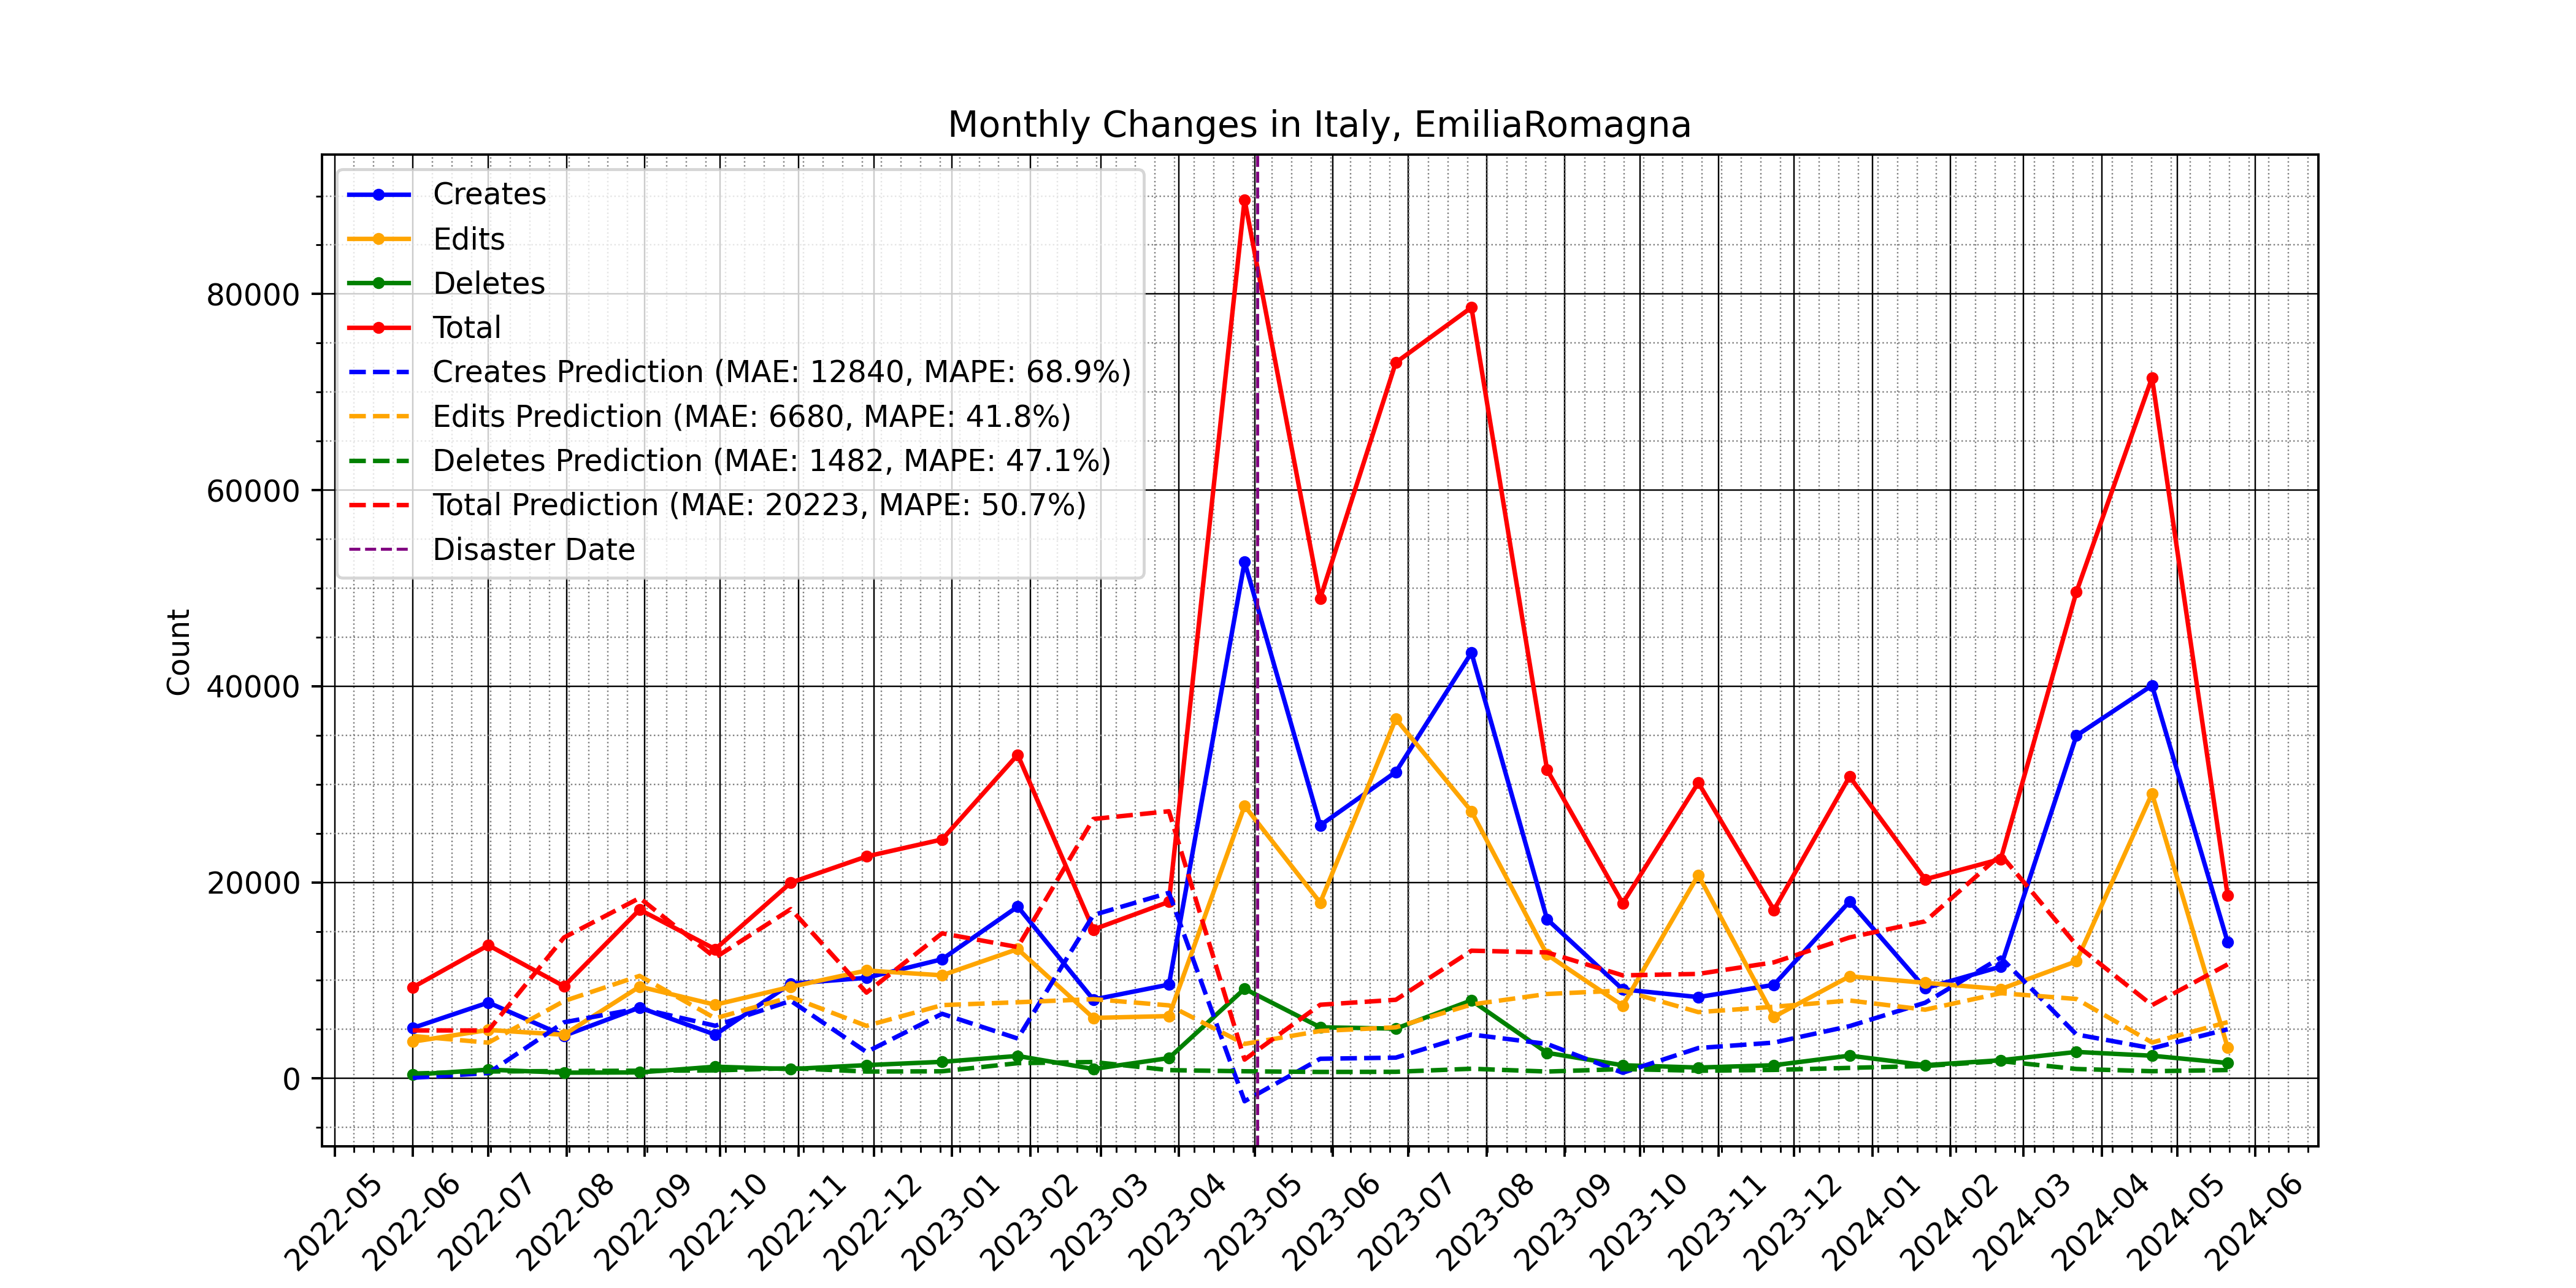 Monthly Changes in Italy, EmiliaRomagna
Creates
Edits
Deletes
Total
Creates Prediction (MAE: 12840, MAPE: 68.9%)
Edits Prediction (MAE: 6680, MAPE: 41.8%)
Deletes Prediction (MAE: 1482, MAPE: 47.1%)
Total Prediction (MAE: 20223, MAPE: 50.7%)
Disaster Date
Count
80000
60000
40000
20000
0
2022-05
2022-06
2022-07
2022-08
2022-09
2022-10
2022-11
2022-12
2023-01
2023-02
2023-03
2023-04
2023-05
2023-06
2023-07
2023-08
2023-09
2023-10
2023-11
2023-12
2024-01
2024-02
2024-03
2024-04
2024-05
2024-06